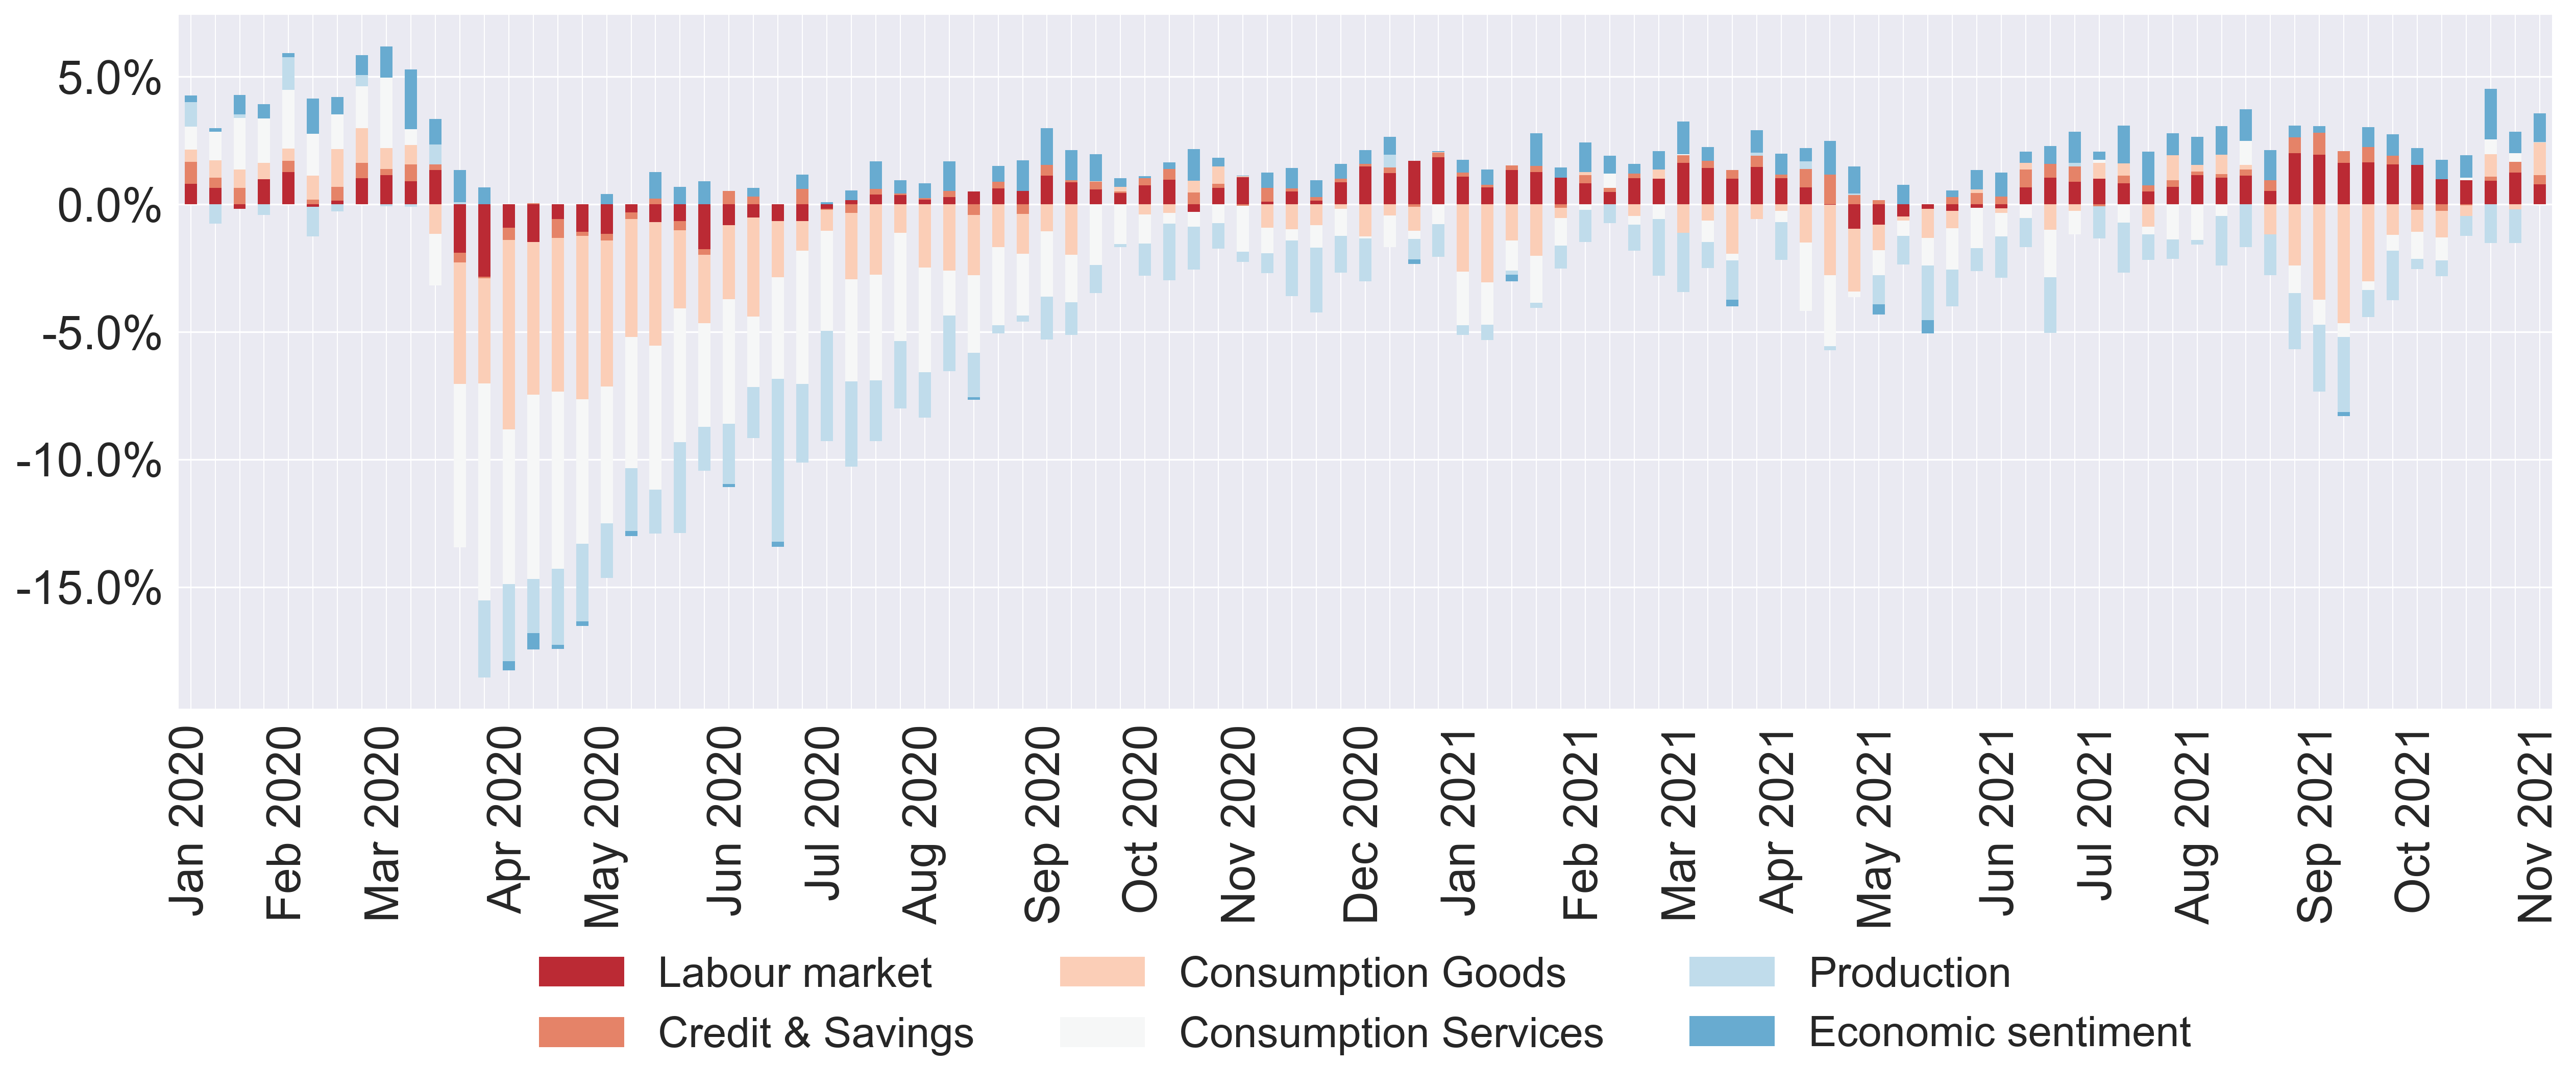 5.0%
0.0%
-5.0%
-10.0%
-15.0%
Jan 2020
Feb 2020
Mar 2020
Apr 2020
May 2020
Jun 2020
Jul 2020
Aug 2020
Sep 2020
Oct 2020
Nov 2020
Dec 2020
Jan 2021
Feb 2021
Mar 2021
Apr 2021
May 2021
Jun 2021
Jul 2021
Aug 2021
Sep 2021
Oct 2021
Nov 2021
Labour market
Credit & Savings
Consumption Goods
Consumption Services
Production
Economic sentiment